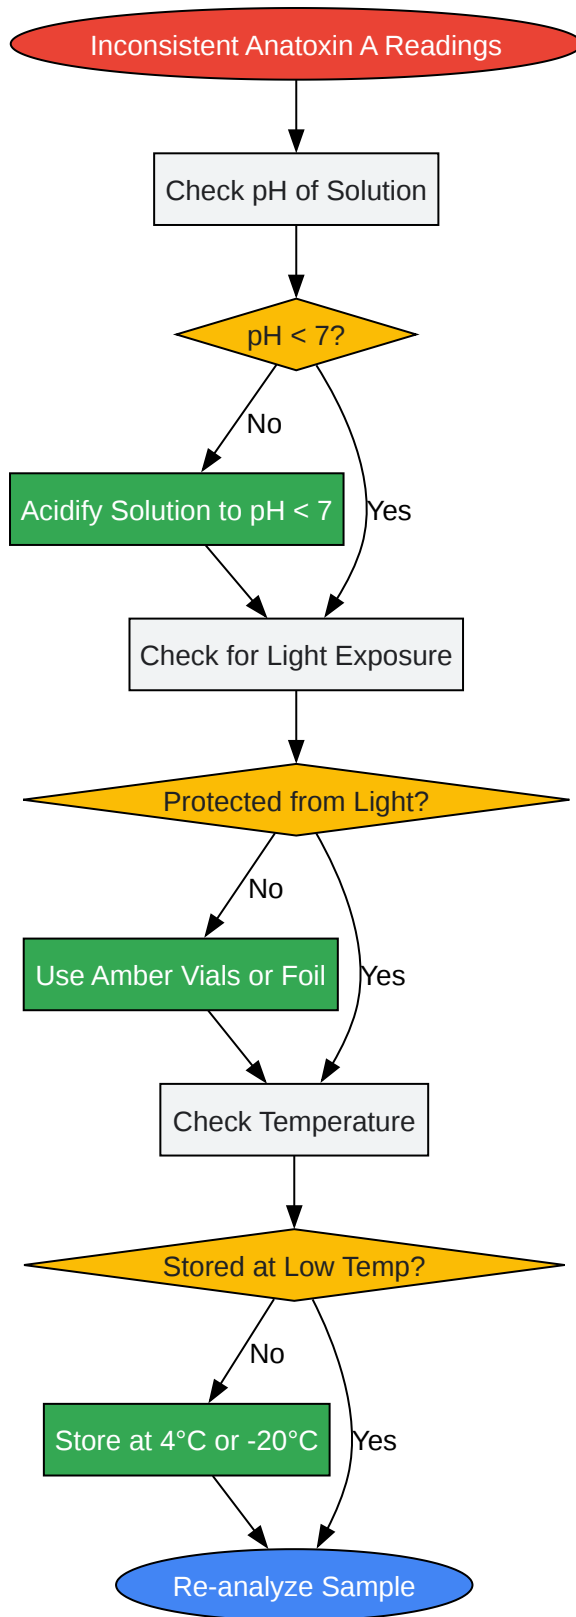 Inconsistent Anatoxin A Readings
Check pH of Solution
pH < 7?
No
Acidify Solution to pH < 7
Yes
Check for Light Exposure
Protected from Light?
No
Use Amber Vials or Foil
Yes
Check Temperature
Stored at Low Temp?
No
Store at 4°C or -20°C
Yes
Re-analyze Sample